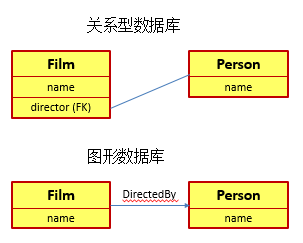 关系型数据库
Film
Person
name
name
director (FK)
图形数据库
Film
DirectedBy
Person
name
name